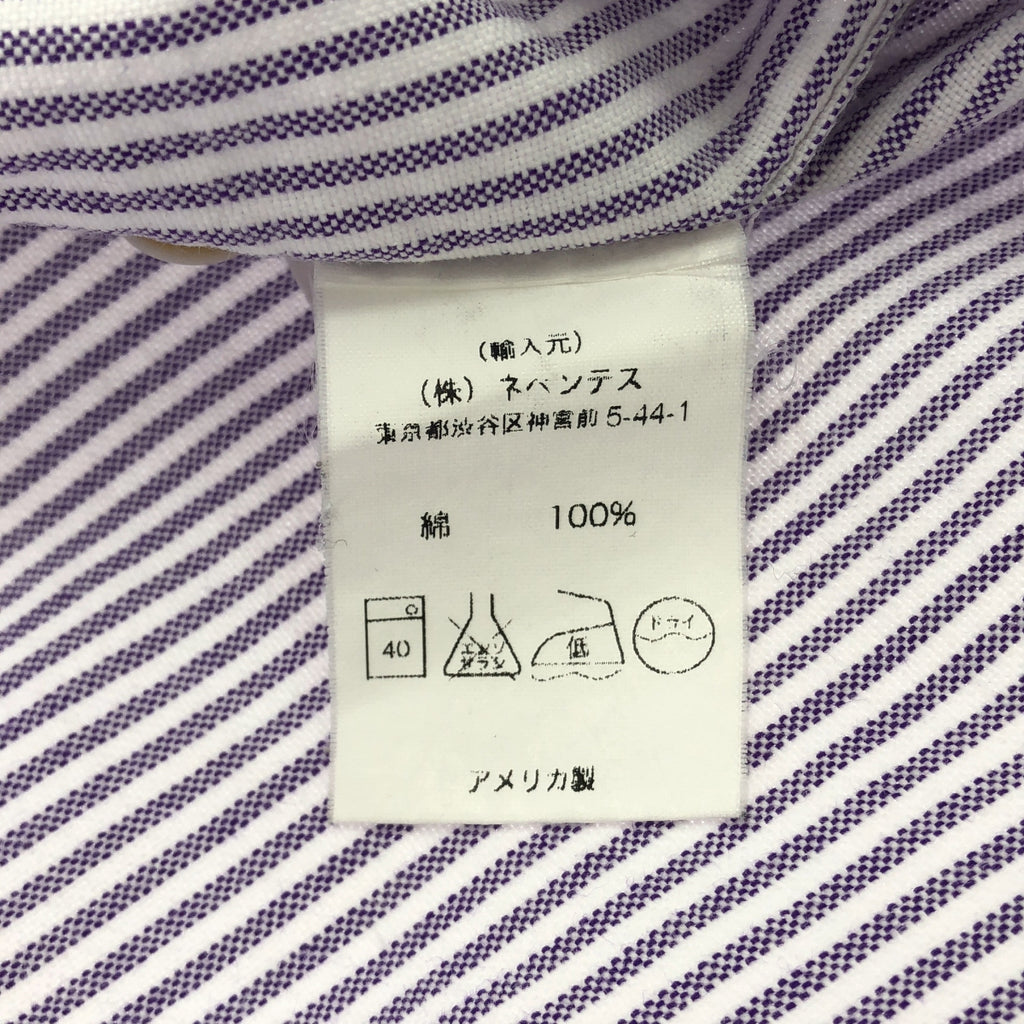 (輸入元)
(株) ネペンテス
東京都渋谷区神宮前 5-44-1
綿 100%
40
エンソ
サラシ
低
ドライ
アメリカ製